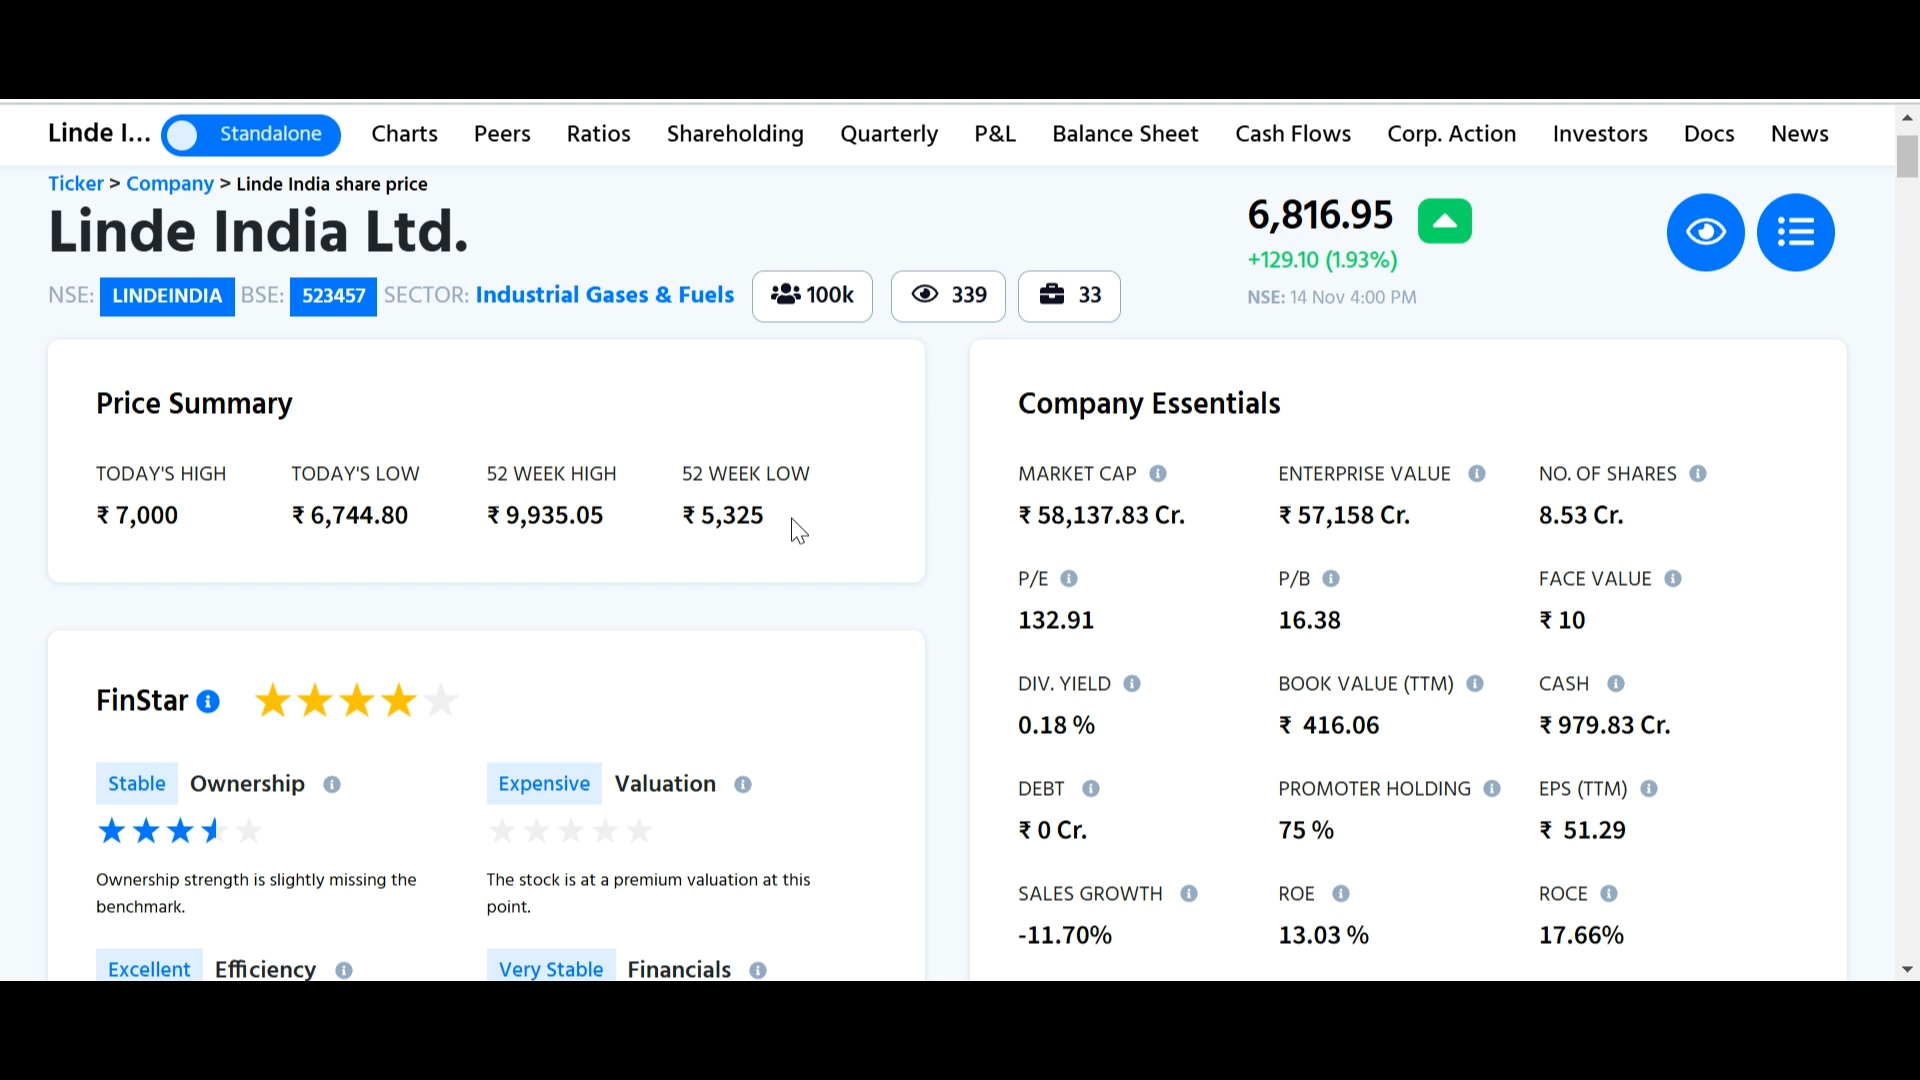 Linde I... Standalone Charts Peers Ratios Shareholding Quarterly P&L Balance Sheet Cash Flows Corp. Action Investors Docs News
Ticker > Company > Linde India share price
Linde India Ltd.
NSE: LINDEINDIA BSE: 523457 SECTOR: Industrial Gases & Fuels 100k 339 33
6,816.95
+129.10 (1.93%)
NSE: 14 Nov 4:00 PM
Price Summary
TODAY'S HIGH TODAY'S LOW 52 WEEK HIGH 52 WEEK LOW
₹ 7,000 ₹ 6,744.80 ₹ 9,935.05 ₹ 5,325
FinStar
Stable Ownership
Ownership strength is slightly missing the
benchmark.
Expensive Valuation
The stock is at a premium valuation at this
point.
Excellent Efficiency
Very Stable Financials
Company Essentials
MARKET CAP ENTERPRISE VALUE NO. OF SHARES
₹ 58,137.83 Cr. ₹ 57,158 Cr. 8.53 Cr.
P/E P/B FACE VALUE
132.91 16.38 ₹ 10
DIV. YIELD BOOK VALUE (TTM) CASH
0.18 % ₹ 416.06 ₹ 979.83 Cr.
DEBT PROMOTER HOLDING EPS (TTM)
₹ 0 Cr. 75 % ₹ 51.29
SALES GROWTH ROE ROCE
-11.70% 13.03 % 17.66%